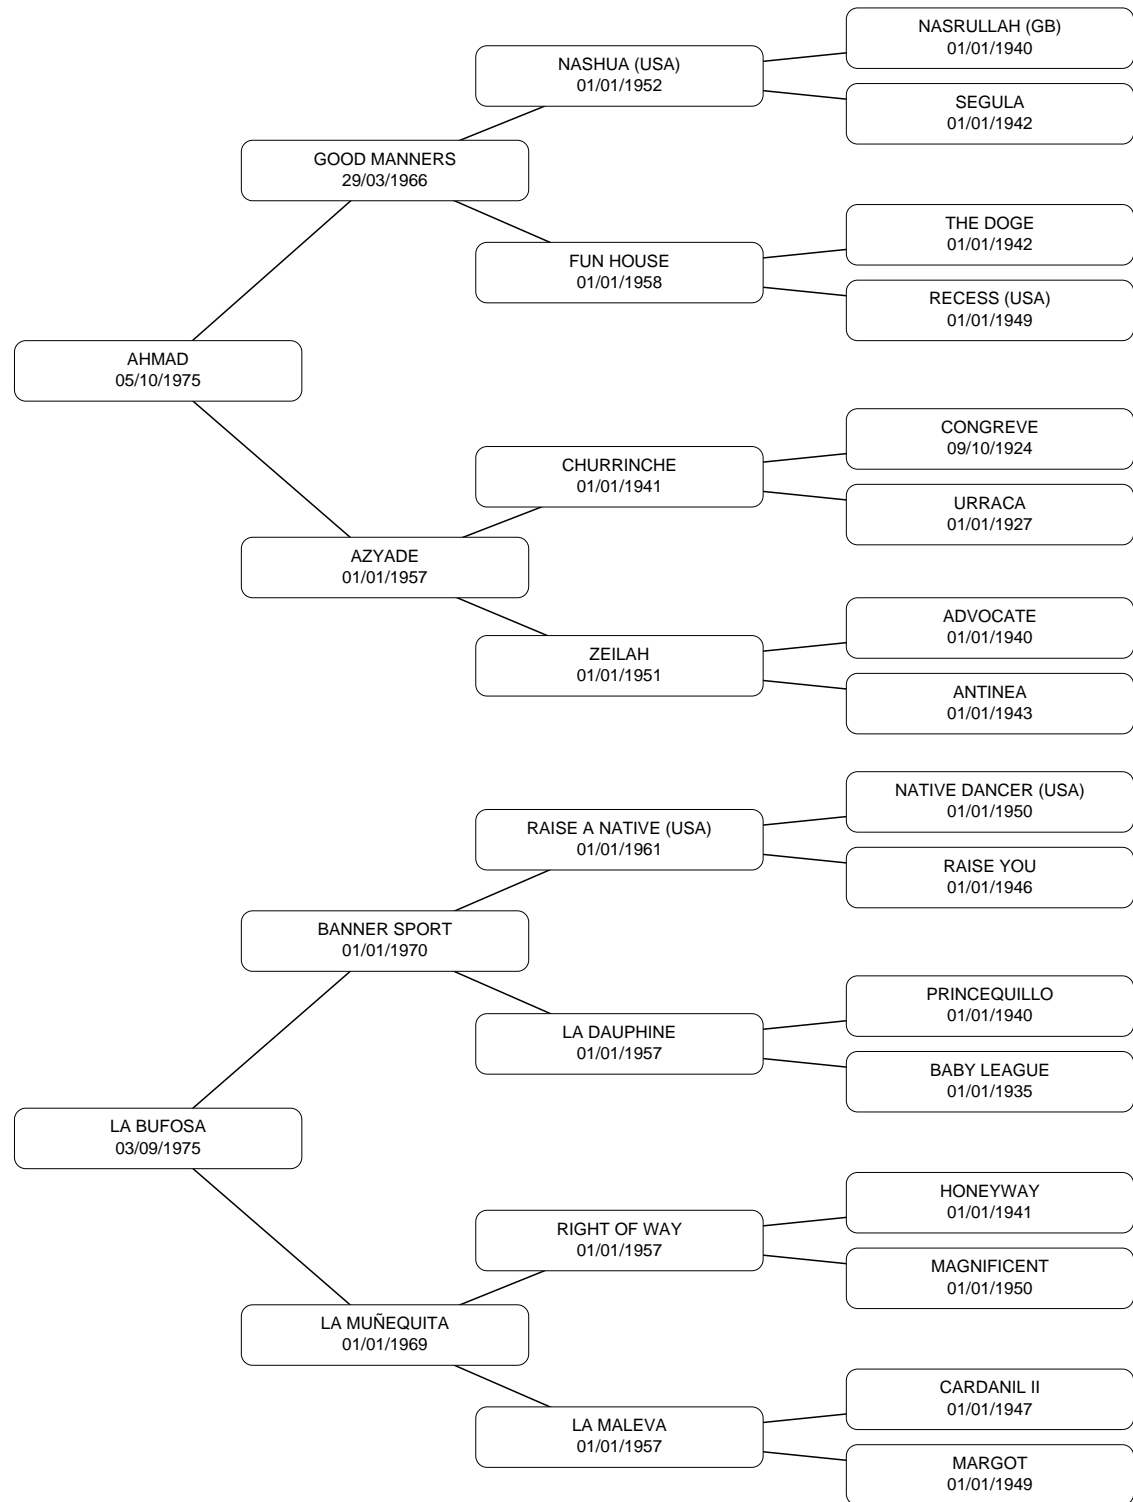 NASRULLAH (GB)
01/01/1940
NASHUA (USA)
01/01/1952
SEGULA
01/01/1942
GOOD MANNERS
29/03/1966
THE DOGE
01/01/1942
FUN HOUSE
01/01/1958
RECESS (USA)
01/01/1949
AHMAD
05/10/1975
CONGREVE
09/10/1924
CHURRINCHE
01/01/1941
URRACA
01/01/1927
AZYADE
01/01/1957
ADVOCATE
01/01/1940
ZEILAH
01/01/1951
ANTINEA
01/01/1943
NATIVE DANCER (USA)
01/01/1950
RAISE A NATIVE (USA)
01/01/1961
RAISE YOU
01/01/1946
BANNER SPORT
01/01/1970
PRINCEQUILLO
01/01/1940
LA DAUPHINE
01/01/1957
BABY LEAGUE
01/01/1935
LA BUFOSA
03/09/1975
HONEYWAY
01/01/1941
RIGHT OF WAY
01/01/1957
MAGNIFICENT
01/01/1950
LA MUÑEQUITA
01/01/1969
CARDANIL II
01/01/1947
LA MALEVA
01/01/1957
MARGOT
01/01/1949